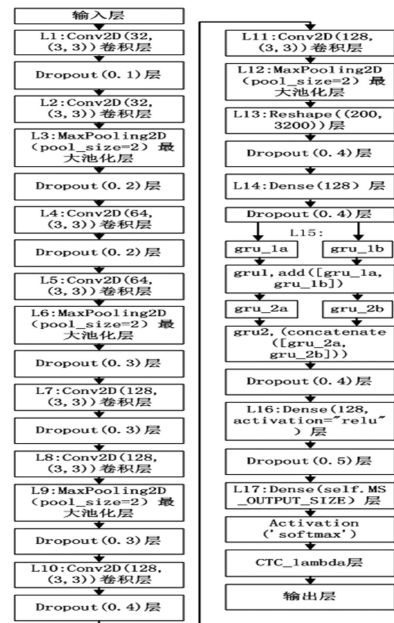 输入层
L1:Conv2D(32,
(3,3))卷积层
Dropout(0.1)层
L2:Conv2D(32,
(3,3))卷积层
L3:MaxPooling2D
(pool_size=2) 最
大池化层
Dropout(0.2)层
L4:Conv2D(64,
(3,3))卷积层
Dropout(0.2)层
L5:Conv2D(64,
(3,3))卷积层
L6:MaxPooling2D
(pool_size=2) 最
大池化层
Dropout(0.3)层
L7:Conv2D(128,
(3,3))卷积层
Dropout(0.3)层
L8:Conv2D(128,
(3,3))卷积层
L9:MaxPooling2D
(pool_size=2) 最
大池化层
Dropout(0.3)层
L10:Conv2D(128,
(3,3))卷积层
Dropout(0.4)层
L11:Conv2D(128,
(3,3))卷积层
L12:MaxPooling2D
(pool_size=2) 最
大池化层
L13:Reshape((200,
3200))层
Dropout(0.4)层
L14:Dense(128) 层
Dropout(0.4)层
L15:
gru_1a gru_1b
gru1,add([gru_1a,
gru_1b])
gru_2a gru_2b
gru2,(concatenate
([gru_2a,
gru_2b]))
Dropout(0.4)层
L16:Dense(128,
activation="relu"
) 层
Dropout(0.5)层
L17:Dense(self.MS
_OUTPUT_SIZE) 层
Activation
('softmax')
CTC_lambda层
输出层